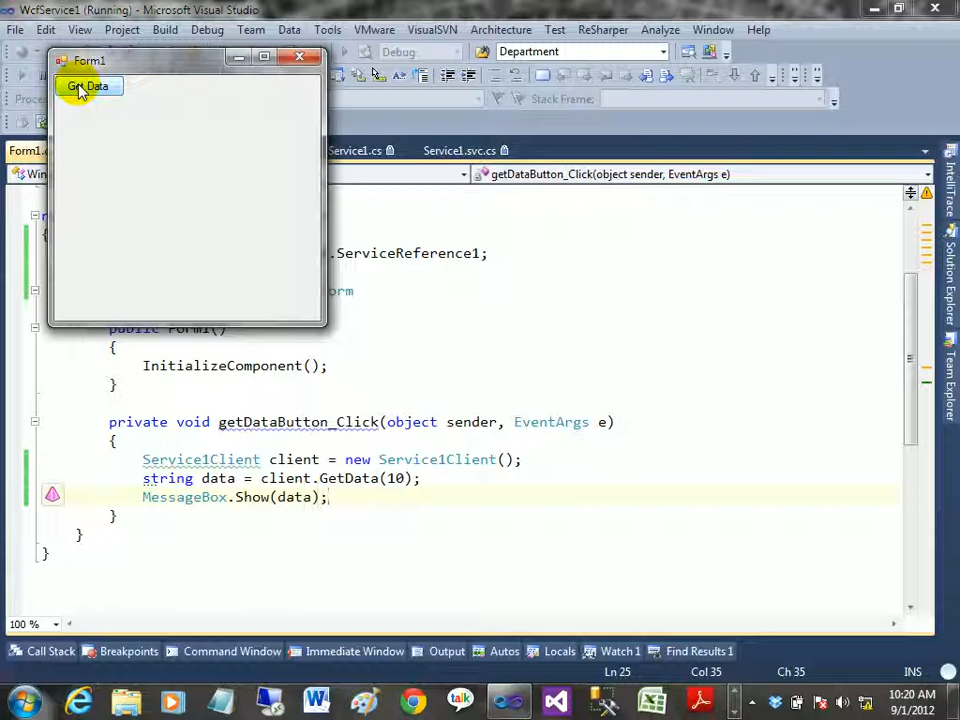 WcfService1 (Running) - Microsoft Visual Studio
File Edit View Project Build Debug Team Data Tools VMware VisualSVN Architecture Test ReSharper Analyze Window Help
Form1
Debug Department
Get Data
Stack Frame:
Service1.cs Service1.svc.cs
getDataButton_Click(object sender, EventArgs e)
.ServiceReference1;
public Form1()
{
InitializeComponent();
}
private void getDataButton_Click(object sender, EventArgs e)
{
Service1Client client = new Service1Client();
string data = client.GetData(10);
MessageBox.Show(data);
}
}
}
IntelliTrace
Solution Explorer
Team Explorer
100 %
Call Stack Breakpoints Command Window Immediate Window Output Autos Locals Watch 1 Find Results 1
Ln 25 Col 35 Ch 35 INS
talk
10:20 AM
9/1/2012